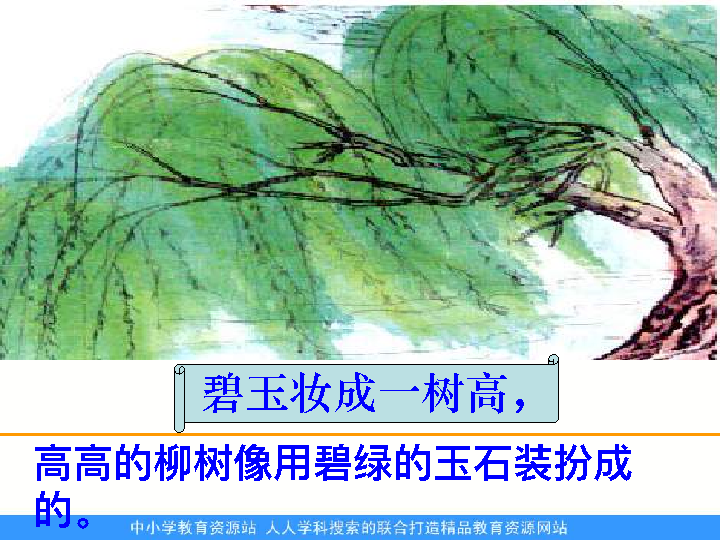 碧玉妆成一树高，
高高的柳树像用碧绿的玉石装扮成
的。
中小学教育资源站 人人学科搜索的联合打造精品教育资源网站